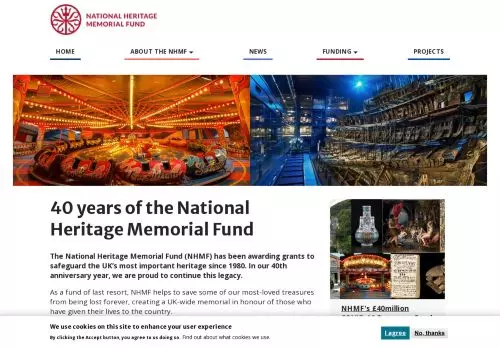 NATIONAL HERITAGE
MEMORIAL FUND
HOME ABOUT THE NHMF NEWS FUNDING PROJECTS
40 years of the National
Heritage Memorial Fund
The National Heritage Memorial Fund (NHMF) has been awarding grants to
safeguard the UK's most important heritage since 1980. In our 40th
anniversary year, we are proud to continue this legacy.
As a fund of last resort, NHMF helps to save some of our most-loved treasures
from being lost forever, creating a UK-wide memorial in honour of those who
have given their lives to the country.
NHMF's £40million
We use cookies on this site to enhance your user experience
By clicking the Accept button, you agree to us doing so. Find out about what cookies we use.
I agree
No, thanks